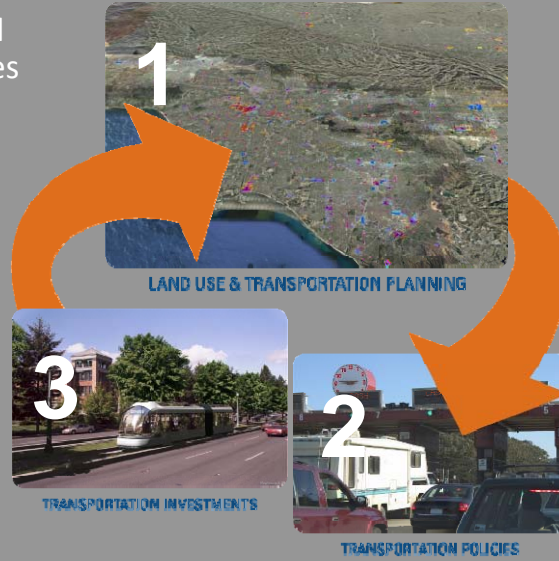 1
LAND USE & TRANSPORTATION PLANNING
3
TRANSPORTATION INVESTMENTS
2
TRANSPORTATION POLICIES